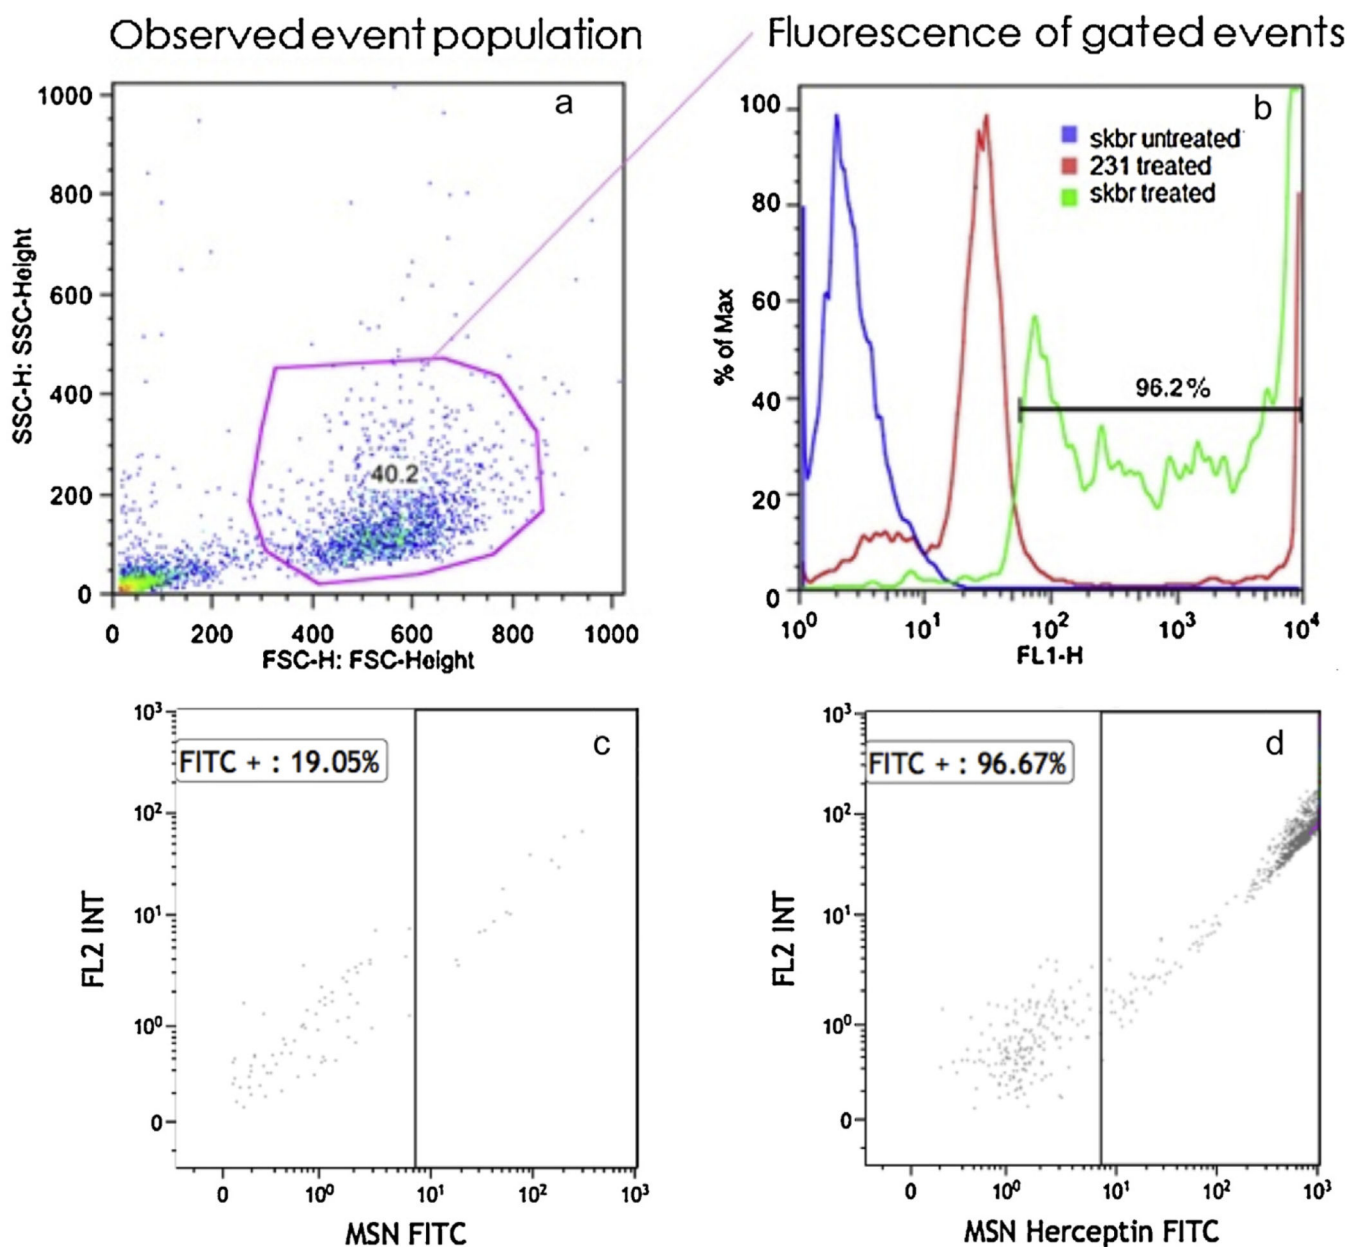 Observed event population
Fluorescence of gated events
a
1000
800
600
400
200
0
SSC-H: SSC-Height
40.2
0 200 400 600 800 1000
FSC-H: FSC-Height
b
100
80
60
40
20
0
% of Max
skbr untreated
231 treated
skbr treated
96.2%
10⁰ 10¹ 10² 10³ 10⁴
FL1-H
c
FITC + : 19.05%
10³
10²
10¹
10⁰
0
FL2 INT
0 10⁰ 10¹ 10² 10³
MSN FITC
d
FITC + : 96.67%
10³
10²
10¹
10⁰
0
FL2 INT
0 10⁰ 10¹ 10² 10³
MSN Herceptin FITC